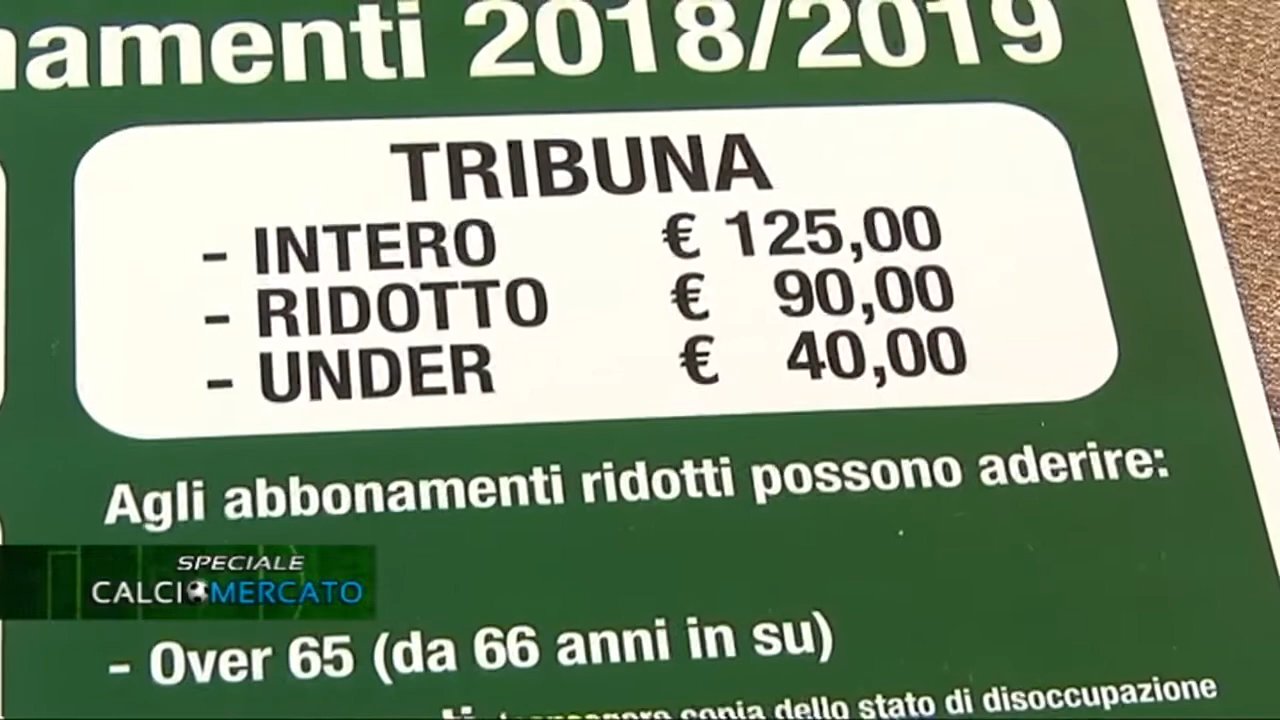 namenti 2018/2019
TRIBUNA
- INTERO € 125,00
- RIDOTTO € 90,00
- UNDER € 40,00
Agli abbonamenti ridotti possono aderire:
SPECIALE
CALCIOMERCATO
- Over 65 (da 66 anni in su)
copia dello stato di disoccupazione